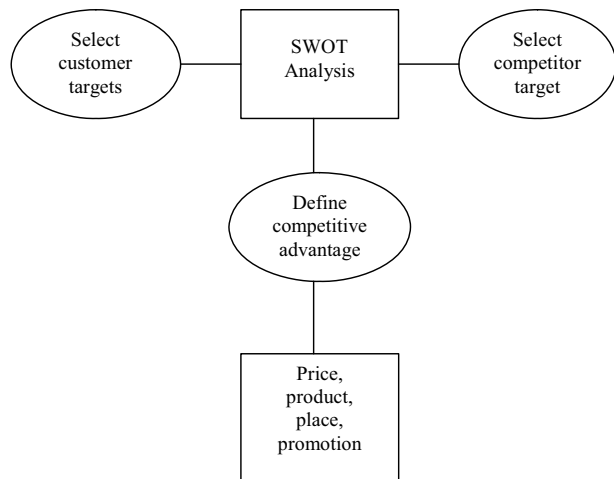 Select
customer
targets
SWOT
Analysis
Select
competitor
target
Define
competitive
advantage
Price,
product,
place,
promotion